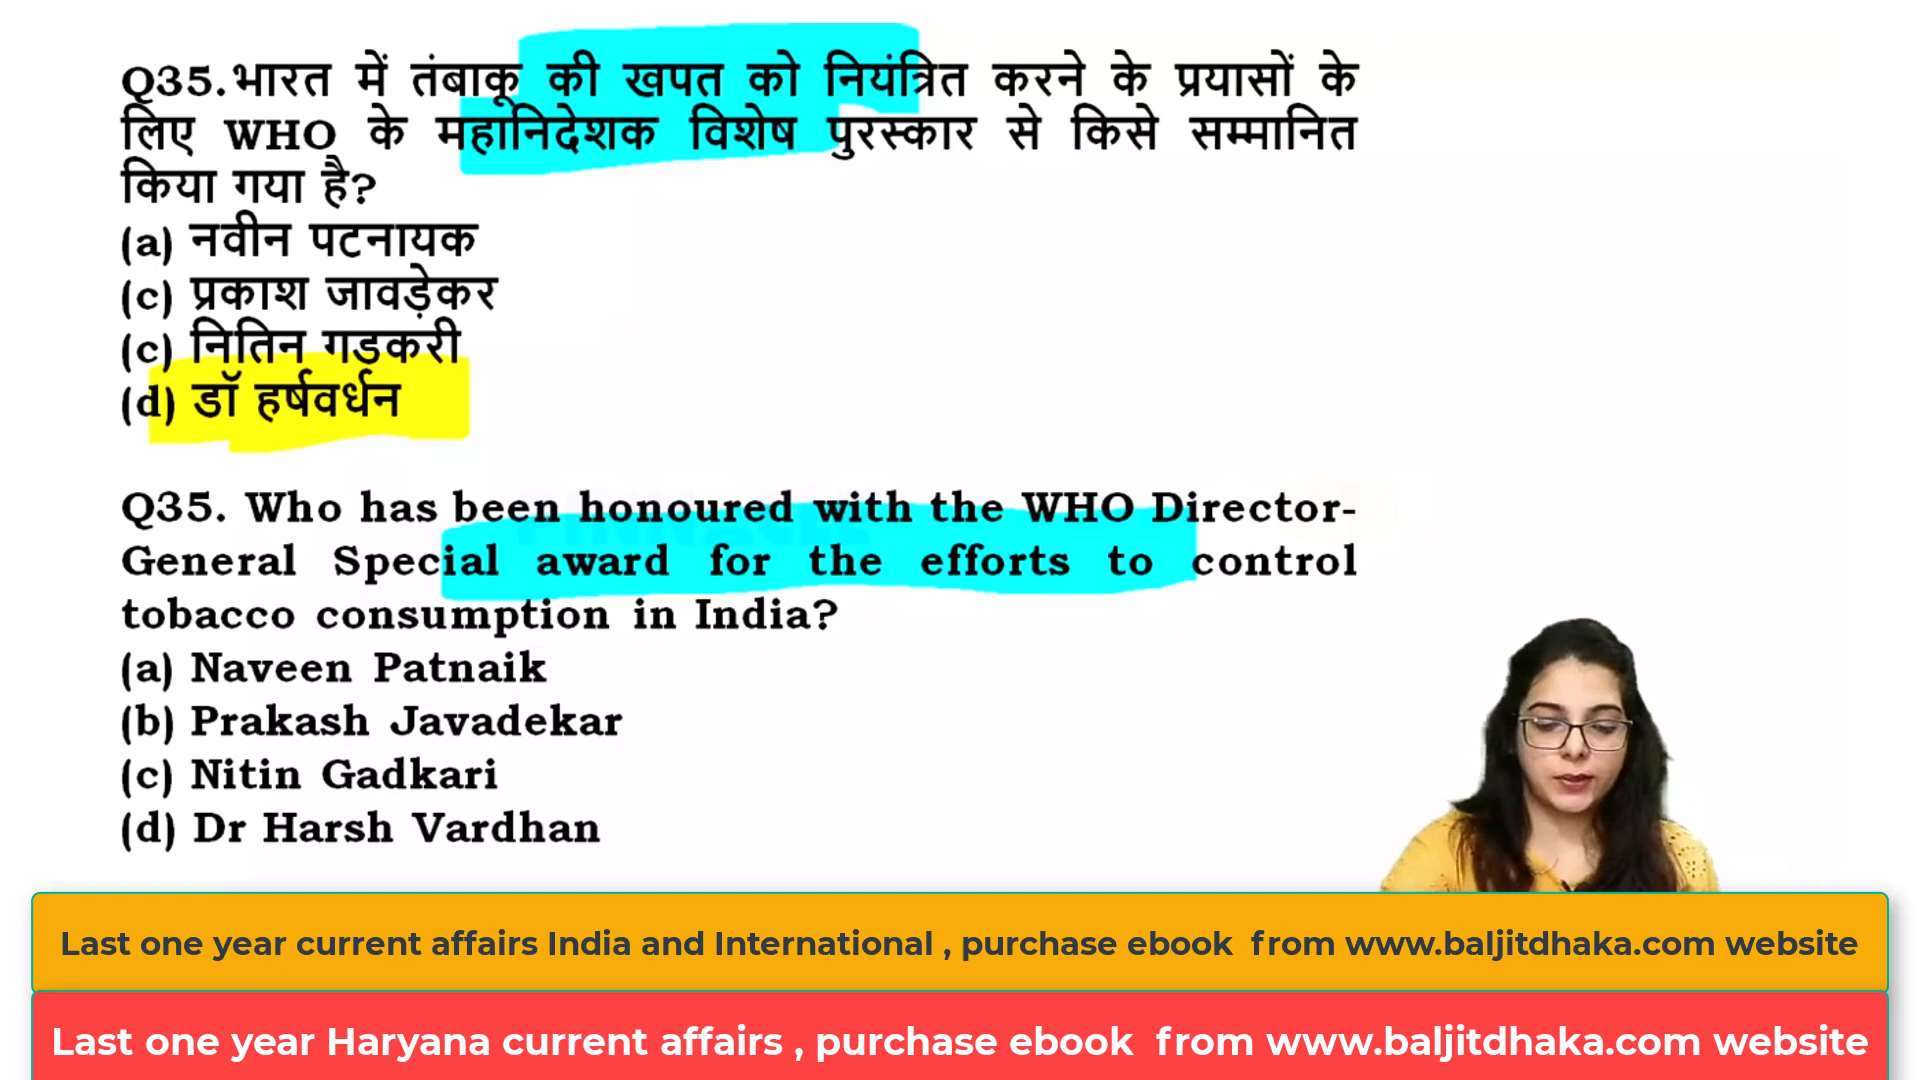 Q35.भारत में तंबाकू की खपत को नियंत्रित करने के प्रयासों के
लिए WHO के महानिदेशक विशेष पुरस्कार से किसे सम्मानित
किया गया है?
(a) नवीन पटनायक
(c) प्रकाश जावड़ेकर
(c) नितिन गडकरी
(d) डॉ हर्षवर्धन
Q35. Who has been honoured with the WHO Director-
General Special award for the efforts to control
tobacco consumption in India?
(a) Naveen Patnaik
(b) Prakash Javadekar
(c) Nitin Gadkari
(d) Dr Harsh Vardhan
Last one year current affairs India and International , purchase ebook from www.baljitdhaka.com website
Last one year Haryana current affairs , purchase ebook from www.baljitdhaka.com website